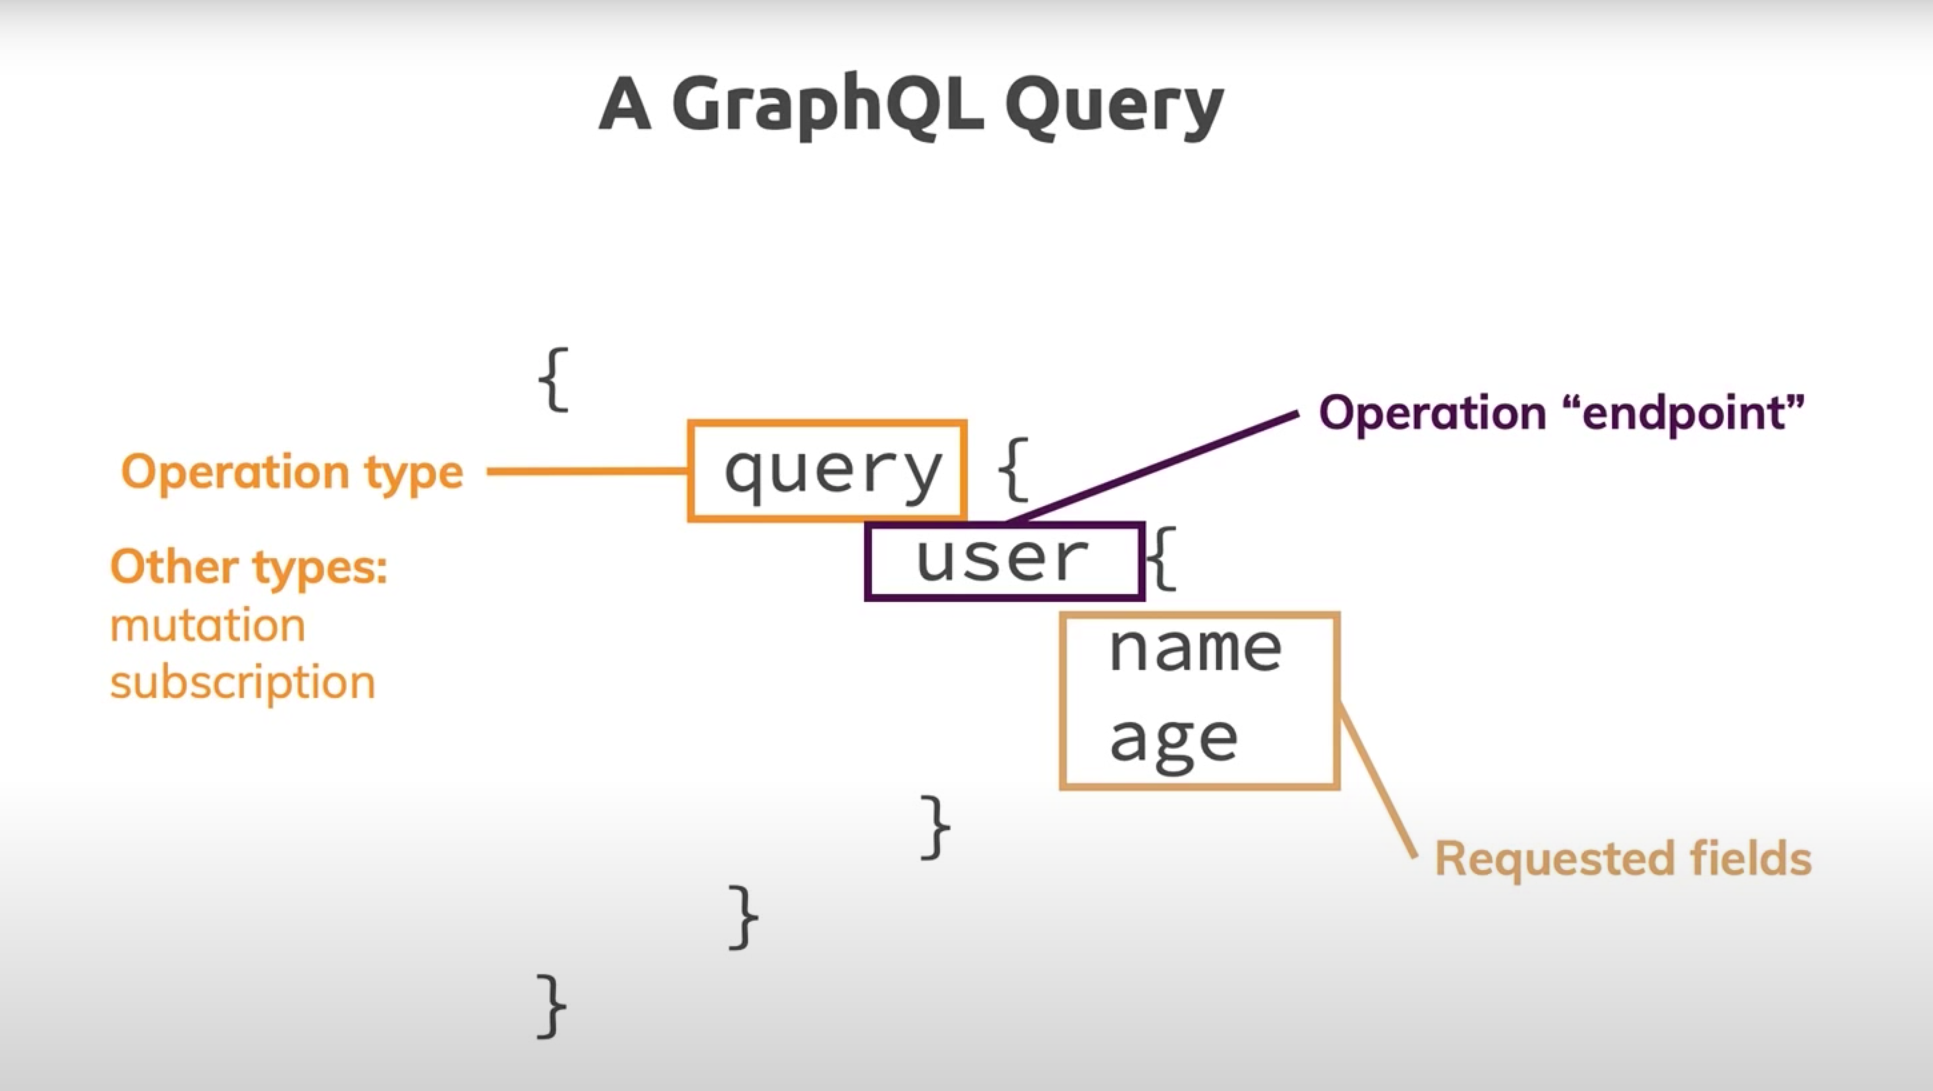 A GraphQL Query
{
Operation “endpoint”
Operation type
query {
user {
Other types:
mutation
subscription
name
age
}
Requested fields
}
}